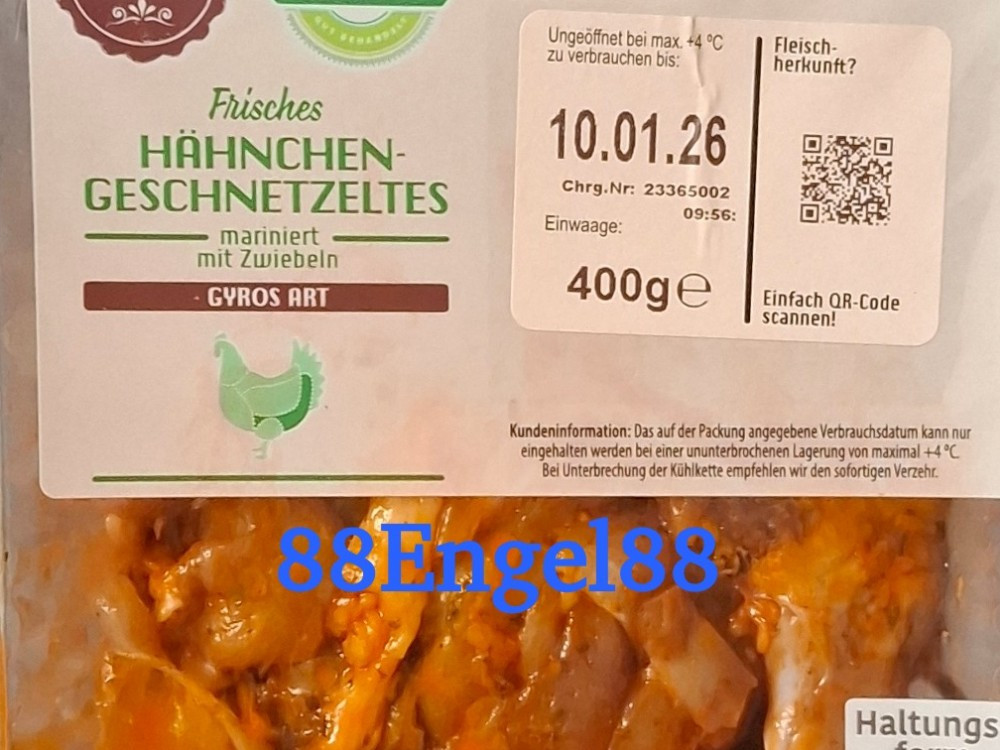 GUT BEHANDELT
Frisches
HÄHNCHEN-
GESCHNETZELTES
mariniert
mit Zwiebeln
GYROS ART
Ungeöffnet bei max. +4 °C
zu verbrauchen bis:
10.01.26
Chrg.Nr: 23365002
09:56:
Einwaage:
400g e
Fleisch-
herkunft?
Einfach QR-Code
scannen!
Kundeninformation: Das auf der Packung angegebene Verbrauchsdatum kann nur
eingehalten werden bei einer ununterbrochenen Lagerung von maximal +4 °C.
Bei Unterbrechung der Kühlkette empfehlen wir den sofortigen Verzehr.
88Engel88
Haltungs